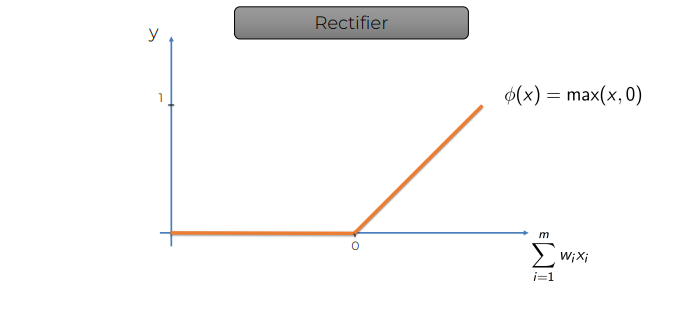 Rectifier
y
1
ϕ(x) = max(x, 0)
0
m
∑ wᵢxᵢ
i=1